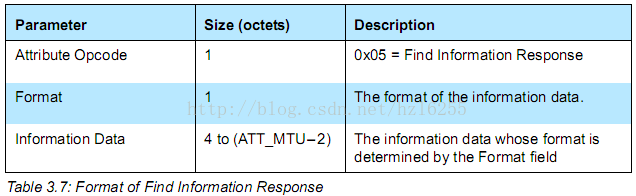 Parameter Size (octets) Description
Attribute Opcode 1 0x05 = Find Information Response
Format 1 The format of the information data.
http://blog.csdn.net/hzl6255
Information Data 4 to (ATT_MTU–2) The information data whose format is
determined by the Format field
Table 3.7: Format of Find Information Response